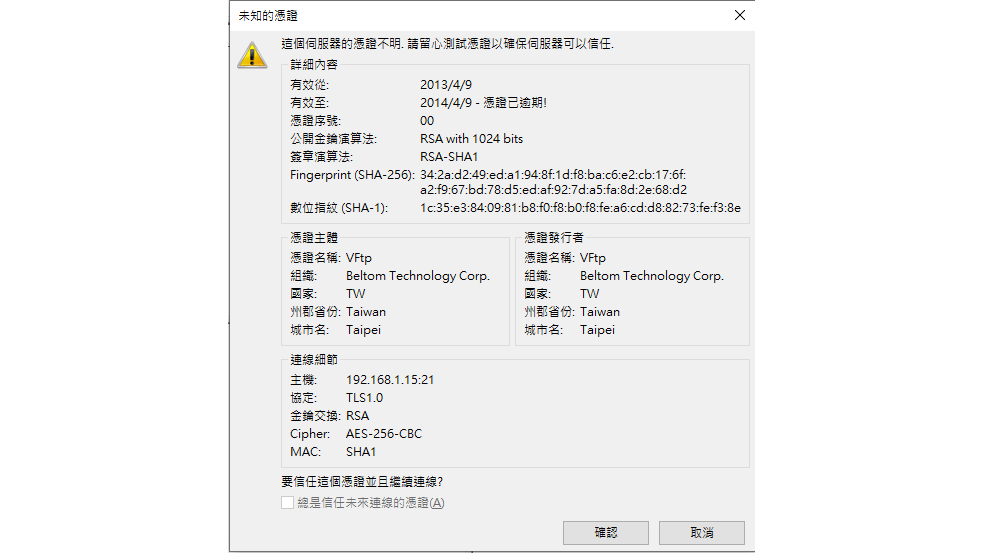 未知的憑證
這個伺服器的憑證不明. 請留心測試憑證以確保伺服器可以信任.
詳細內容
有效從: 2013/4/9
有效至: 2014/4/9 - 憑證已逾期!
憑證序號: 00
公開金鑰演算法: RSA with 1024 bits
簽章演算法: RSA-SHA1
Fingerprint (SHA-256): 34:2a:d2:49:ed:a1:94:8f:1d:f8:ba:c6:e2:cb:17:6f:
a2:f9:67:bd:78:d5:ed:af:92:7d:a5:fa:8d:2e:68:d2
數位指紋 (SHA-1): 1c:35:e3:84:09:81:b8:f0:f8:b0:f8:fe:a6:cd:d8:82:73:fe:f3:8e
憑證主體
憑證名稱: VFtp
組織: Beltom Technology Corp.
國家: TW
州郡省份: Taiwan
城市名: Taipei
憑證發行者
憑證名稱: VFtp
組織: Beltom Technology Corp.
國家: TW
州郡省份: Taiwan
城市名: Taipei
連線細節
主機: 192.168.1.15:21
協定: TLS1.0
金鑰交換: RSA
Cipher: AES-256-CBC
MAC: SHA1
要信任這個憑證並且繼續連線?
總是信任未來連線的憑證(A)
確認
取消